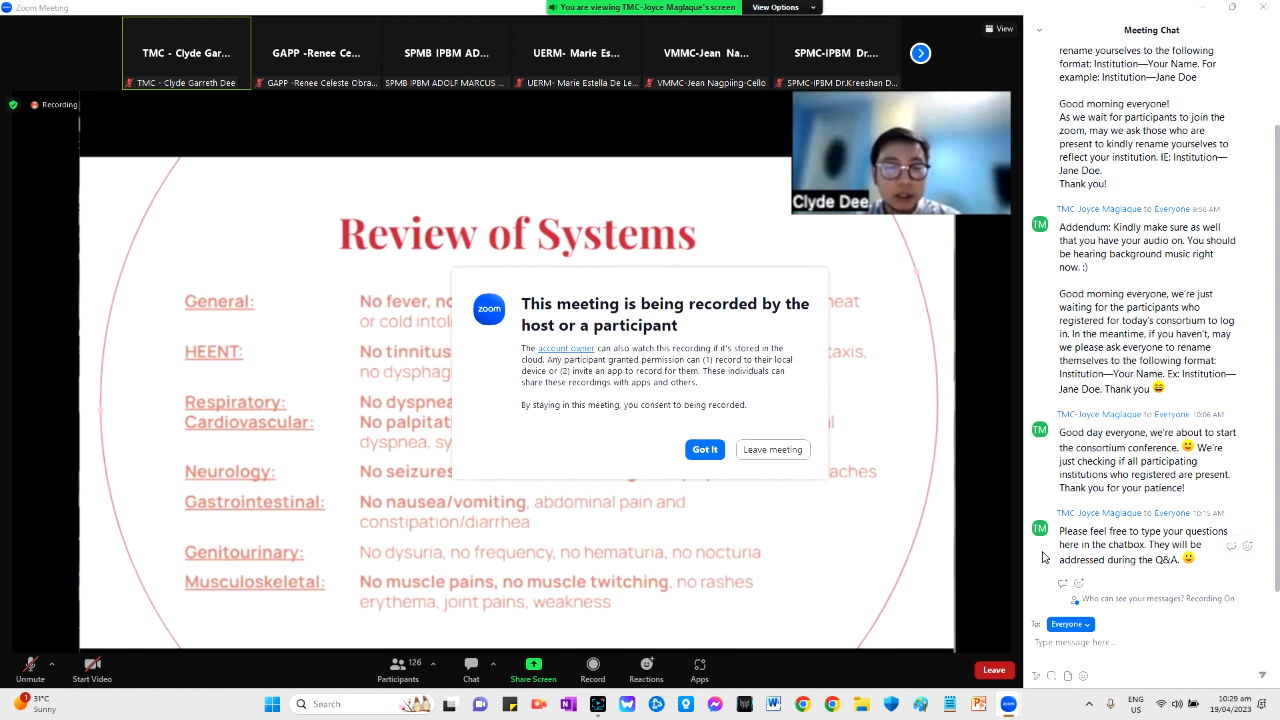 Zoom Meeting
You are viewing TMC-Joyce Maglaque's screen
View Options
TMC - Clyde Gar...
GAPP -Renee Ce...
SPMB IPBM AD...
UERM- Marie Es...
VMMC-Jean Na...
SPMC-IPBM Dr....
TMC - Clyde Garreth Dee
GAPP -Renee Celeste Obra...
SPMB IPBM ADOLF MARCUS ...
UERM- Marie Estella De Le...
VMMC-Jean Nagpiing-Cello
SPMC-IPBM Dr.Kreeshan D...
View
Recording
Clyde Dee
Review of Systems
General:
No fever, no
heat
or cold intol
HEENT:
No tinnitus
taxis,
no dysphag
Respiratory:
No dyspnea
Cardiovascular:
No palpitat
dyspnea, sy
Neurology:
No seizures
aches
Gastrointestinal:
No nausea/vomiting, abdominal pain and
constipation/diarrhea
Genitourinary:
No dysuria, no frequency, no hematuria, no nocturia
Musculoskeletal:
No muscle pains, no muscle twitching, no rashes
erythema, joint pains, weakness
zoom
This meeting is being recorded by the
host or a participant
The account owner can also watch this recording if it's stored in the
cloud. Any participant granted permission can (1) record to their local
device or (2) invite an app to record for them. These individuals can
share these recordings with apps and others.
By staying in this meeting, you consent to being recorded.
Got It
Leave meeting
Meeting Chat
rename yourselves to the following
format: Institution—Your Name. For
example: Institution—Jane Doe
Good morning everyone!
As we wait for participants to join the
zoom, may we ask those who are
present to kindly rename yourselves to
reflect your institution. IE: Institution—
Jane Doe.
Thank you!
TMC-Joyce Maglaque to Everyone 9:56 AM
TM
Addendum: Kindly make sure as well
that you have your audio on. You should
be hearing background music right
now. :)
Good morning everyone, we're just
waiting for the participants who
registered for today's consortium to log
in. In the meantime, if you haven't, may
we please ask everyone to rename
themselves to the following format:
Institution—Your Name. Ex: Institution—
Jane Doe. Thank you
TMC-Joyce Maglaque to Everyone 10:06 AM
TM
Good day everyone, we're about to start
the consortium conference. We're
just checking if all participating
institutions who registered are present.
Thank you for your patience!
TMC-Joyce Maglaque to Everyone 10:15 AM
TM
Please feel free to type your questions
here in the chatbox. They will be
addressed during the Q&A.
Who can see your messages? Recording On
To: Everyone
Type message here...
Unmute
Start Video
126
Participants
Chat
Share Screen
Record
Reactions
Apps
Leave
1
31°C
Sunny
Search
ENG
US
10:29 am
19/04/2023